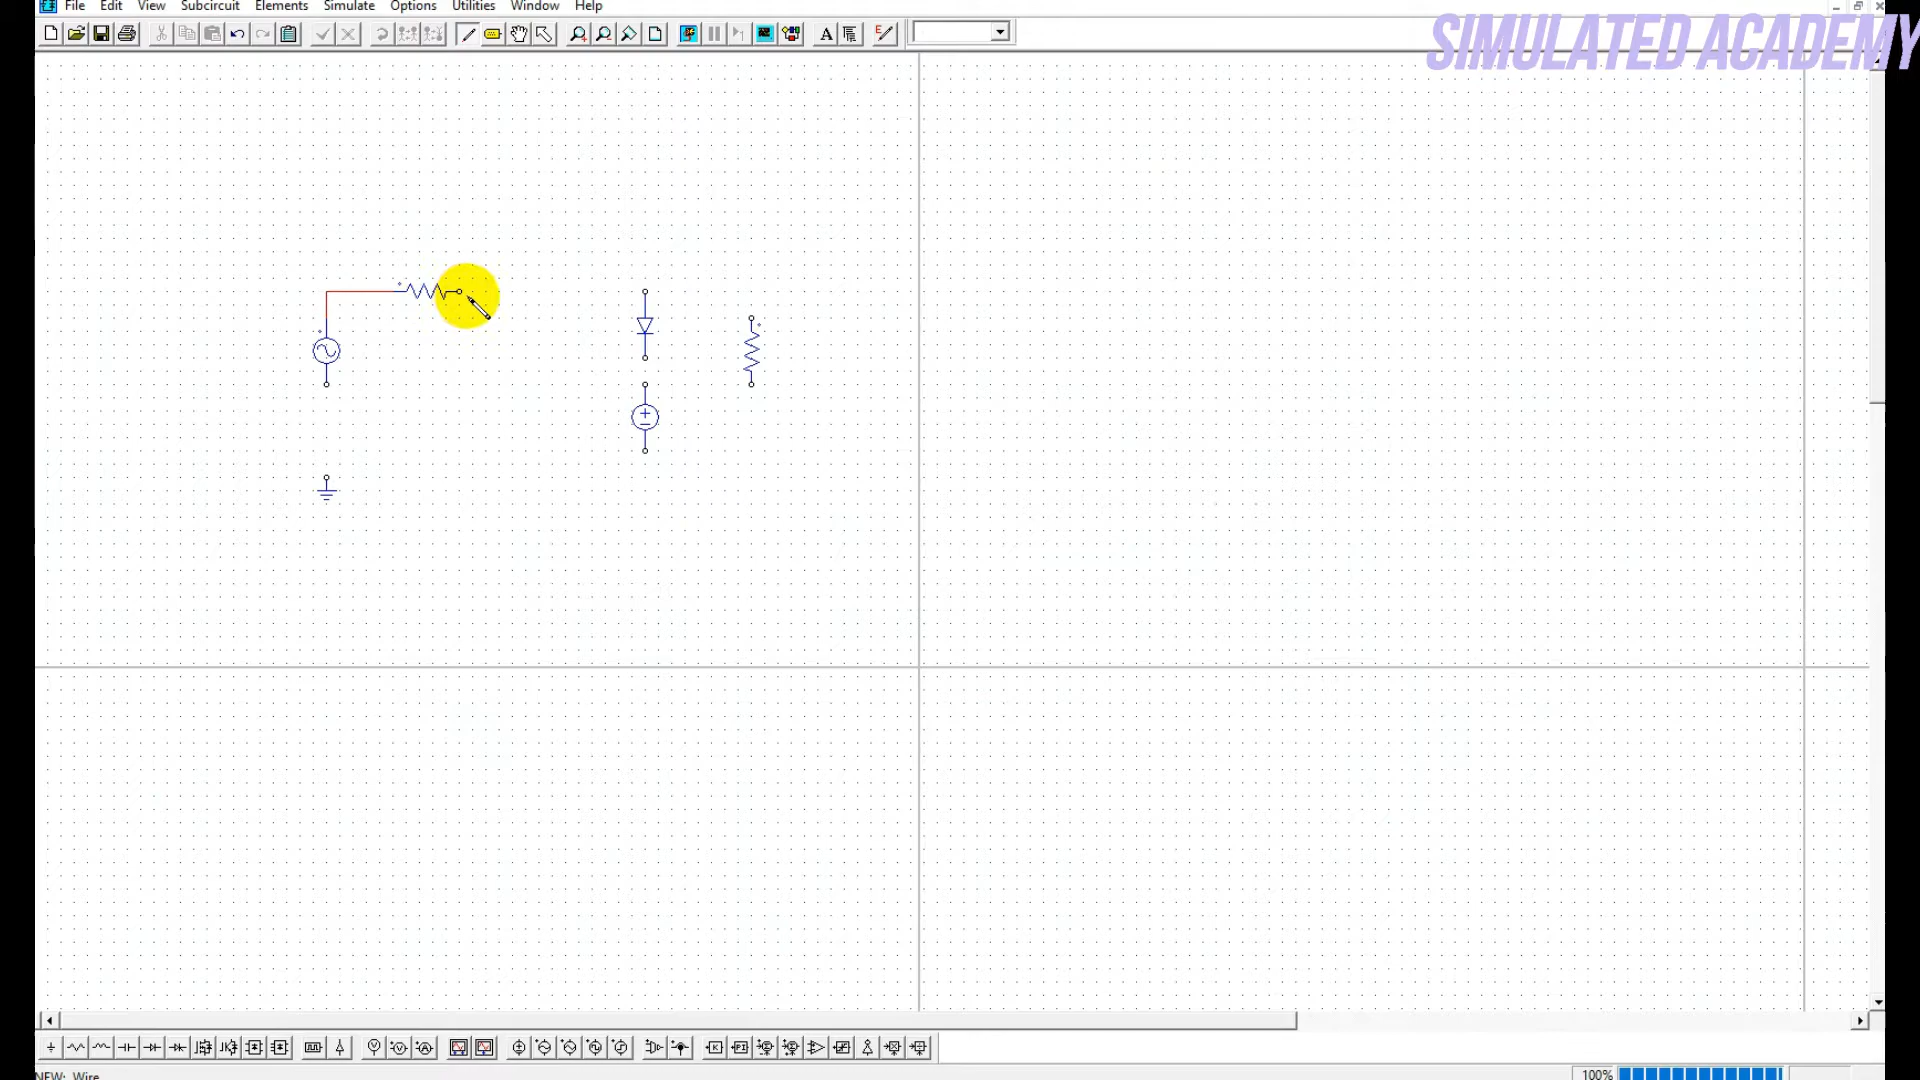 File Edit View Subcircuit Elements Simulate Options Utilities Window Help
SIMULATED ACADEMY
NEW: Wire
100%